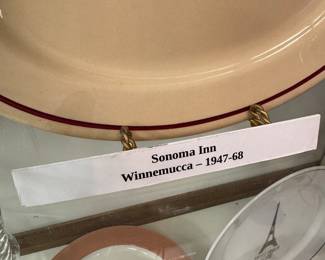 Sonoma Inn
Winnemucca – 1947-68